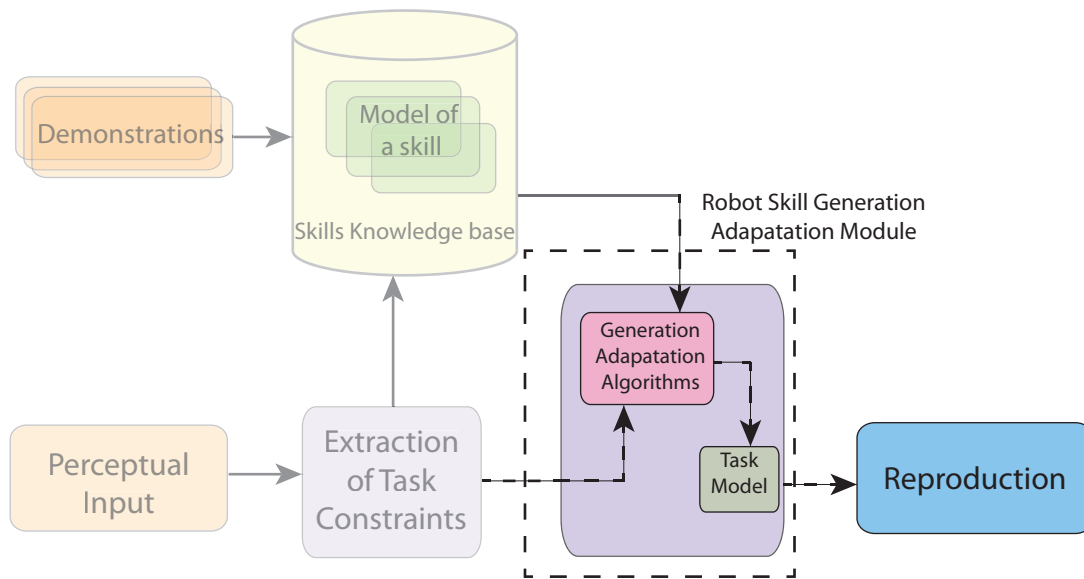 Demonstrations
Model of
a skill
Skills Knowledge base
Robot Skill Generation
Adapatation Module
Generation
Adapatation
Algorithms
Perceptual
Input
Extraction
of Task
Constraints
Task
Model
Reproduction